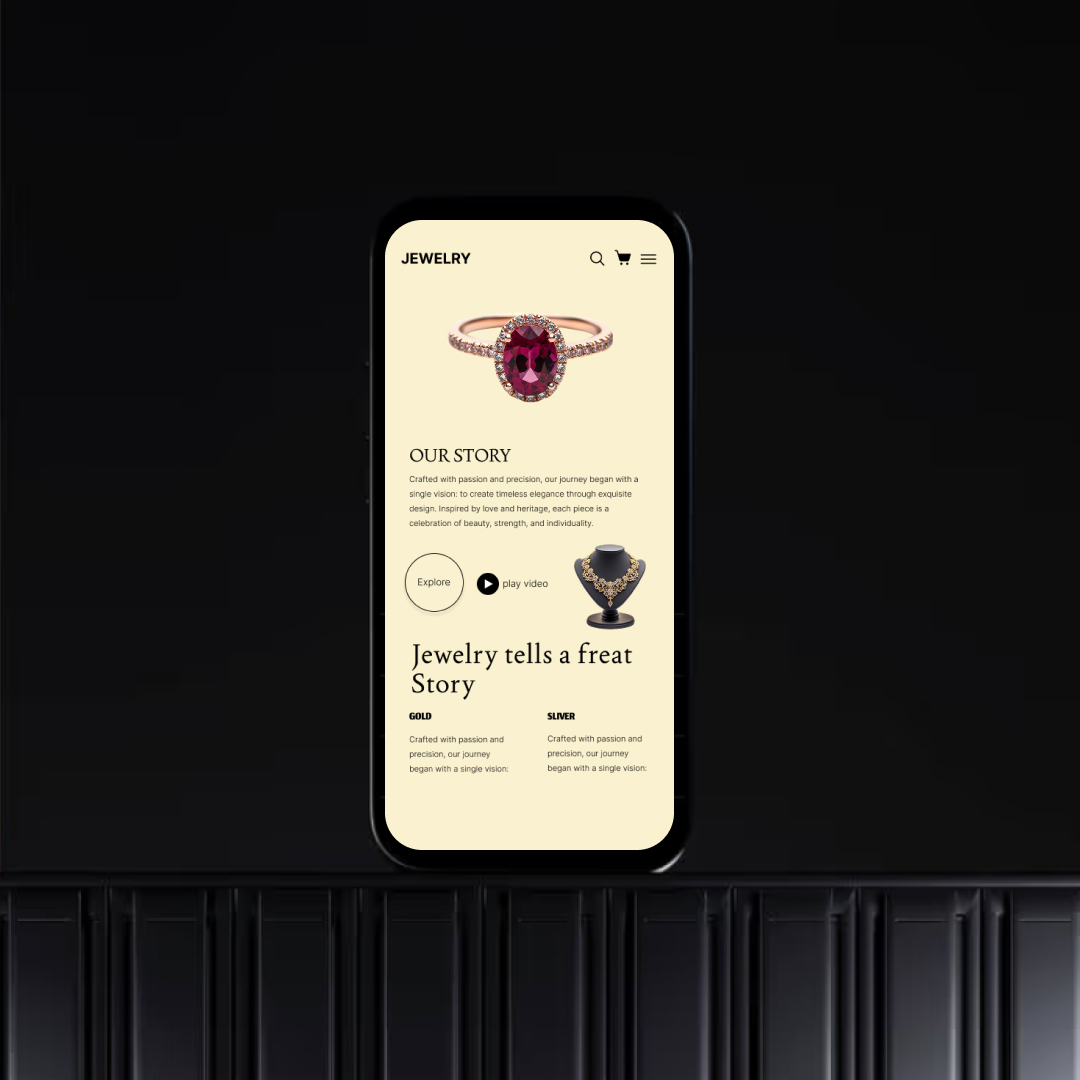 JEWELRY
OUR STORY
Crafted with passion and precision, our journey began with a
single vision: to create timeless elegance through exquisite
design. Inspired by love and heritage, each piece is a
celebration of beauty, strength, and individuality.
Explore
play video
Jewelry tells a freat
Story
GOLD
Crafted with passion and
precision, our journey
began with a single vision:
SLIVER
Crafted with passion and
precision, our journey
began with a single vision: